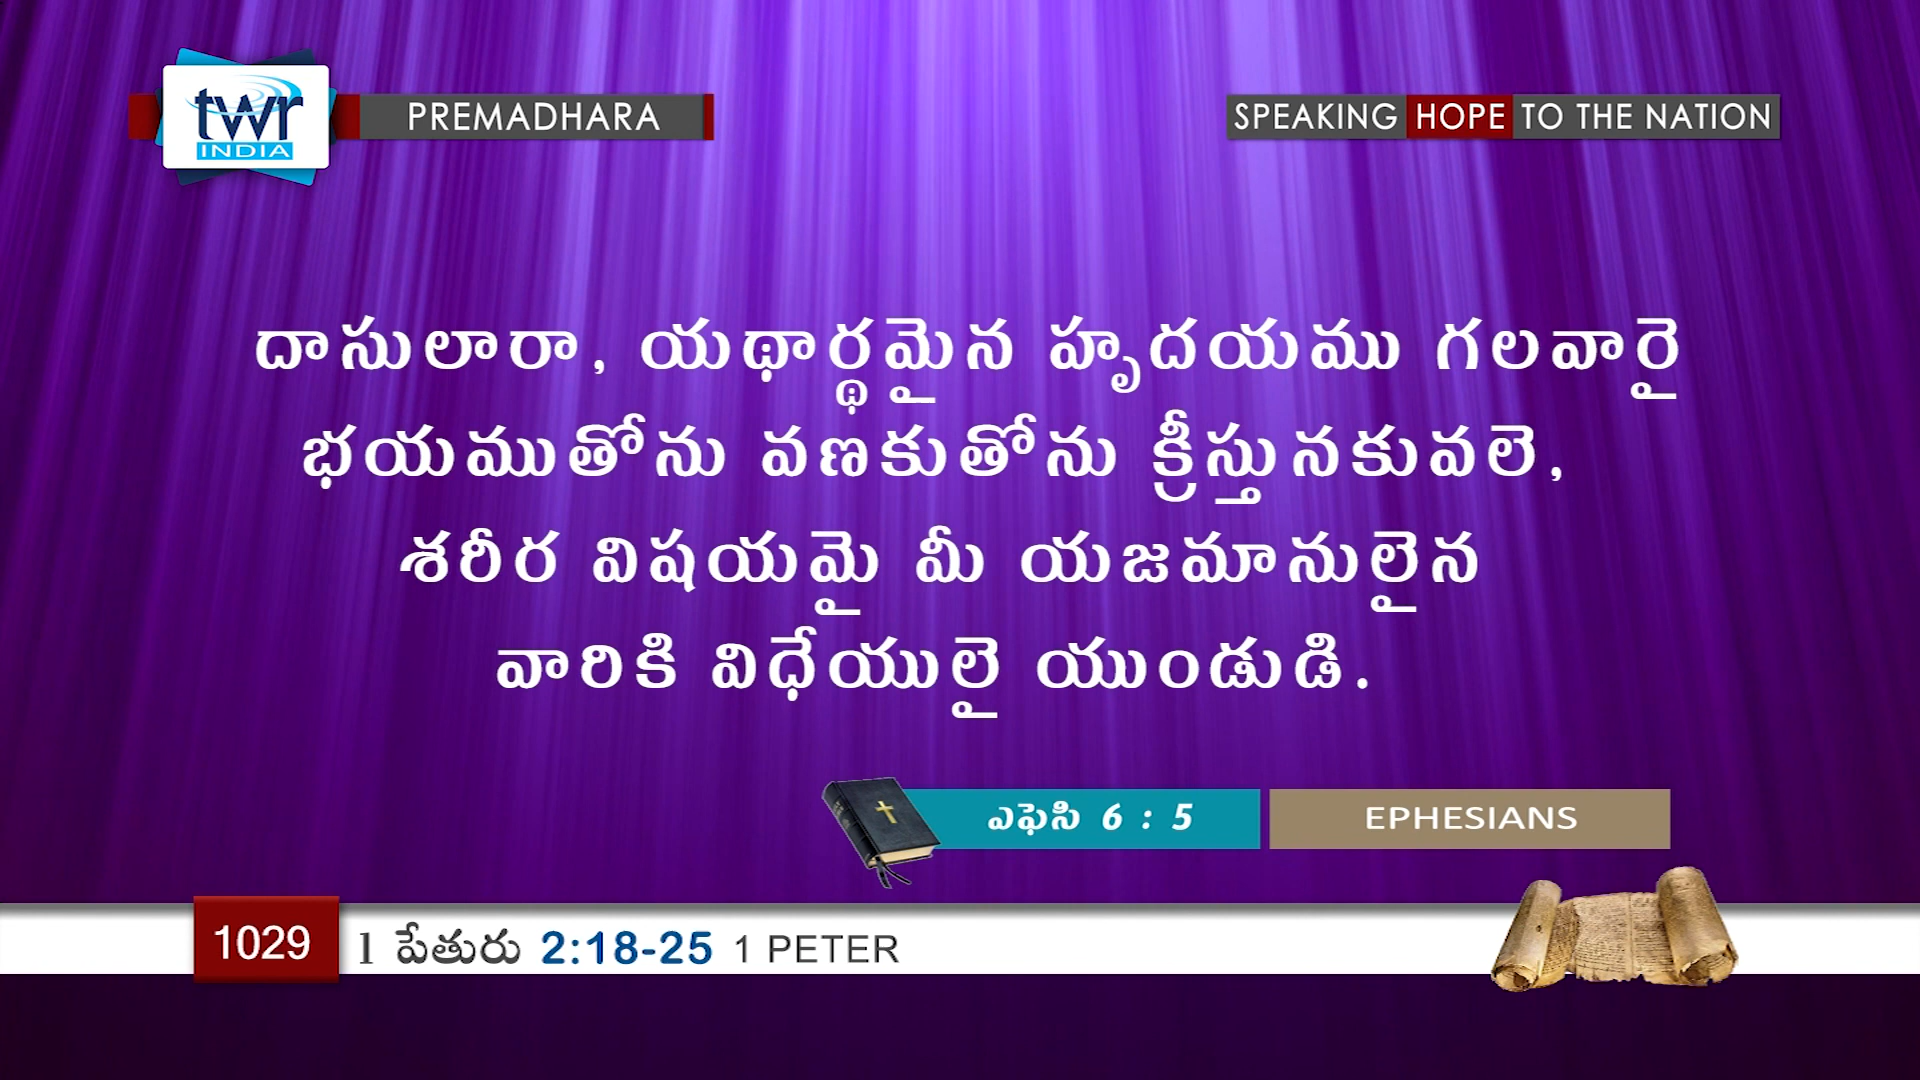 twr
INDIA
PREMADHARA
SPEAKING HOPE TO THE NATION
దాసులారా, యథార్థమైన హృదయము గలవారై
భయముతోను వణకుతోను క్రీస్తునకువలె,
శరీర విషయమై మీ యజమానులైన
వారికి విధేయులై యుండుడి.
ఎఫెసి 6 : 5 EPHESIANS
1029 1 పేతురు 2:18-25 1 PETER